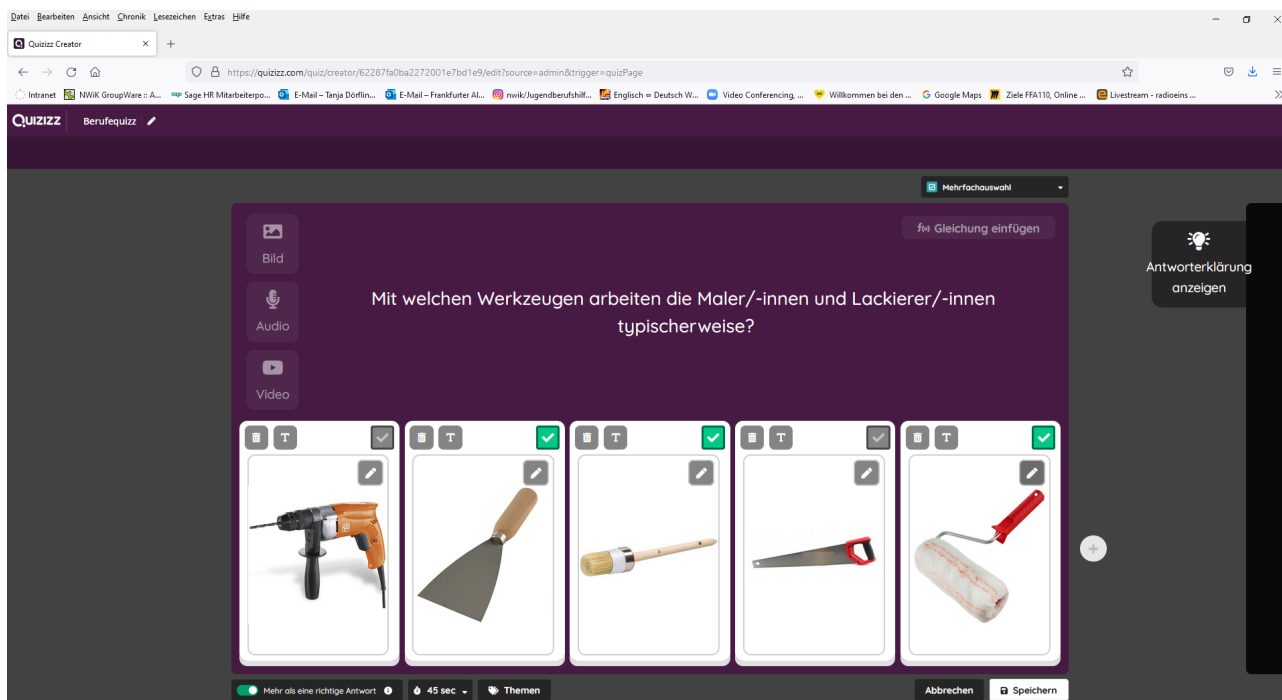 Datei Bearbeiten Ansicht Chronik Lesezeichen Extras Hilfe
Quizizz Creator
https://quizizz.com/quiz/creator/62287fa0ba2272001e7bd1e9/edit?source=admin&trigger=quizPage
Intranet NWiK GroupWare :: A... Sage HR Mitarbeiterpo... E-Mail – Tanja Dörflin... E-Mail – Frankfurter Al... nwik/Jugendberufshilf... Englisch ⇔ Deutsch W... Video Conferencing, ... Willkommen bei den ... Google Maps Ziele FFA110, Online ... Livestream - radioeins ...
QUIZIZZ Berufequizz
Mehrfachauswahl
Bild
f(x) Gleichung einfügen
Audio
Video
Mit welchen Werkzeugen arbeiten die Maler/-innen und Lackierer/-innen
typischerweise?
Antworterklärung
anzeigen
T T T T T
Mehr als eine richtige Antwort 45 sec Themen Abbrechen Speichern